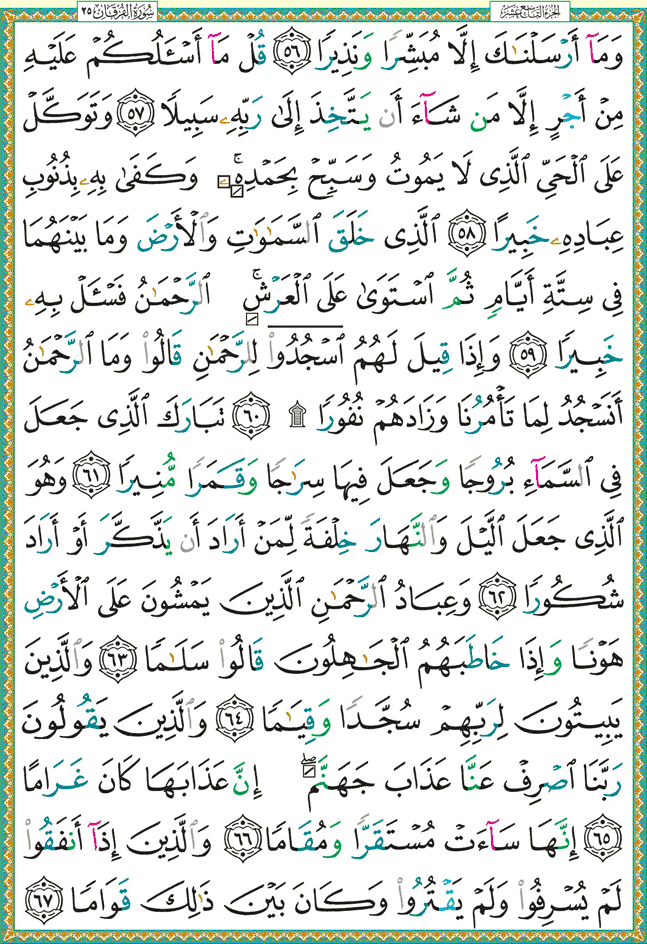 الجزء التاسع عشر
سورة الفرقان ٢٥
وَمَآ أَرْسَلْنَـٰكَ إِلَّا مُبَشِّرًا وَنَذِيرًا ٥٦ قُلْ مَآ أَسْـَٔلُكُمْ عَلَيْهِ
مِنْ أَجْرٍ إِلَّا مَن شَآءَ أَن يَتَّخِذَ إِلَىٰ رَبِّهِۦ سَبِيلًا ٥٧ وَتَوَكَّلْ
عَلَى ٱلْحَىِّ ٱلَّذِى لَا يَمُوتُ وَسَبِّحْ بِحَمْدِهِۦۚ وَكَفَىٰ بِهِۦ بِذُنُوبِ
عِبَادِهِۦ خَبِيرًا ٥٨ ٱلَّذِى خَلَقَ ٱلسَّمَـٰوَٰتِ وَٱلْأَرْضَ وَمَا بَيْنَهُمَا
فِى سِتَّةِ أَيَّامٍ ثُمَّ ٱسْتَوَىٰ عَلَى ٱلْعَرْشِۚ ٱلرَّحْمَـٰنُ فَسْـَٔلْ بِهِۦ
خَبِيرًا ٥٩ وَإِذَا قِيلَ لَهُمُ ٱسْجُدُوا۟ لِلرَّحْمَـٰنِ قَالُوا۟ وَمَا ٱلرَّحْمَـٰنُ
أَنَسْجُدُ لِمَا تَأْمُرُنَا وَزَادَهُمْ نُفُورًا ۩ ٦٠ تَبَارَكَ ٱلَّذِى جَعَلَ
فِى ٱلسَّمَآءِ بُرُوجًا وَجَعَلَ فِيهَا سِرَٰجًا وَقَمَرًا مُّنِيرًا ٦١ وَهُوَ
ٱلَّذِى جَعَلَ ٱلَّيْلَ وَٱلنَّهَارَ خِلْفَةً لِّمَنْ أَرَادَ أَن يَذَّكَّرَ أَوْ أَرَادَ
شُكُورًا ٦٢ وَعِبَادُ ٱلرَّحْمَـٰنِ ٱلَّذِينَ يَمْشُونَ عَلَى ٱلْأَرْضِ
هَوْنًا وَإِذَا خَاطَبَهُمُ ٱلْجَـٰهِلُونَ قَالُوا۟ سَلَـٰمًا ٦٣ وَٱلَّذِينَ
يَبِيتُونَ لِرَبِّهِمْ سُجَّدًا وَقِيَـٰمًا ٦٤ وَٱلَّذِينَ يَقُولُونَ
رَبَّنَا ٱصْرِفْ عَنَّا عَذَابَ جَهَنَّمَۖ إِنَّ عَذَابَهَا كَانَ غَرَامًا
٦٥ إِنَّهَا سَآءَتْ مُسْتَقَرًّا وَمُقَامًا ٦٦ وَٱلَّذِينَ إِذَآ أَنفَقُوا۟
لَمْ يُسْرِفُوا۟ وَلَمْ يَقْتُرُوا۟ وَكَانَ بَيْنَ ذَٰلِكَ قَوَامًا ٦٧